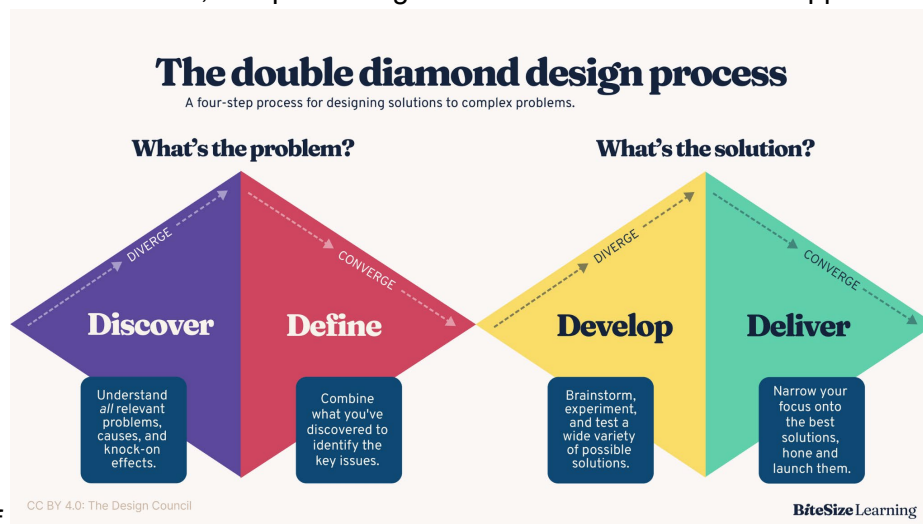 The double diamond design process
A four-step process for designing solutions to complex problems.
What's the problem?
What's the solution?
DIVERGE
CONVERGE
DIVERGE
CONVERGE
Discover
Define
Develop
Deliver
Understand
all relevant
problems,
causes, and
knock-on
effects.
Combine
what you've
discovered to
identify the
key issues.
Brainstorm,
experiment,
and test a
wide variety
of possible
solutions.
Narrow your
focus onto
the best
solutions,
hone and
launch them.
CC BY 4.0: The Design Council
BiteSize Learning